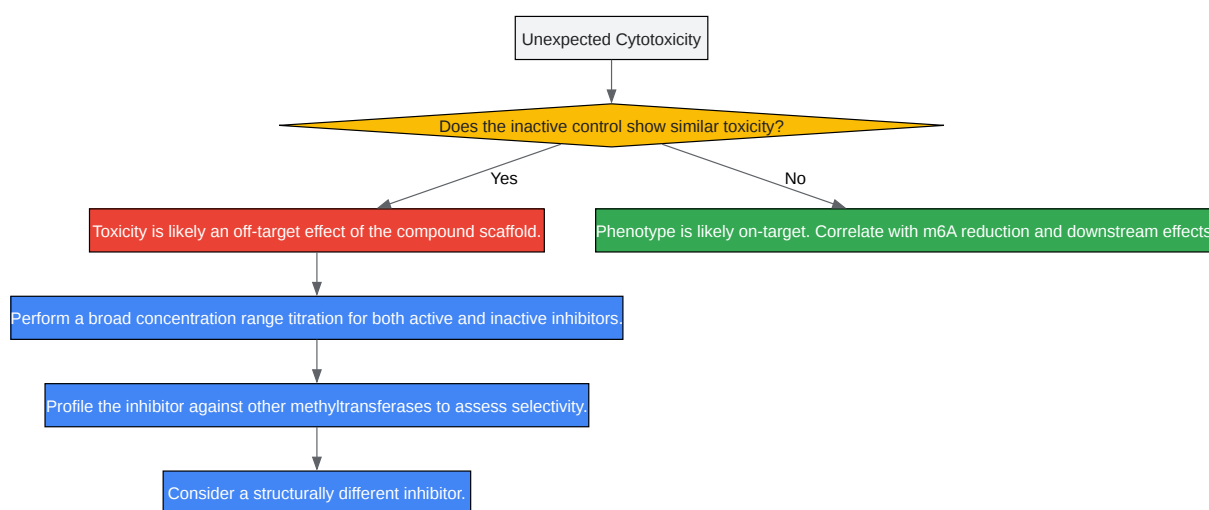 Unexpected Cytotoxicity
Does the inactive control show similar toxicity?
Yes
No
Toxicity is likely an off-target effect of the compound scaffold.
Phenotype is likely on-target. Correlate with m6A reduction and downstream effects
Perform a broad concentration range titration for both active and inactive inhibitors.
Profile the inhibitor against other methyltransferases to assess selectivity.
Consider a structurally different inhibitor.